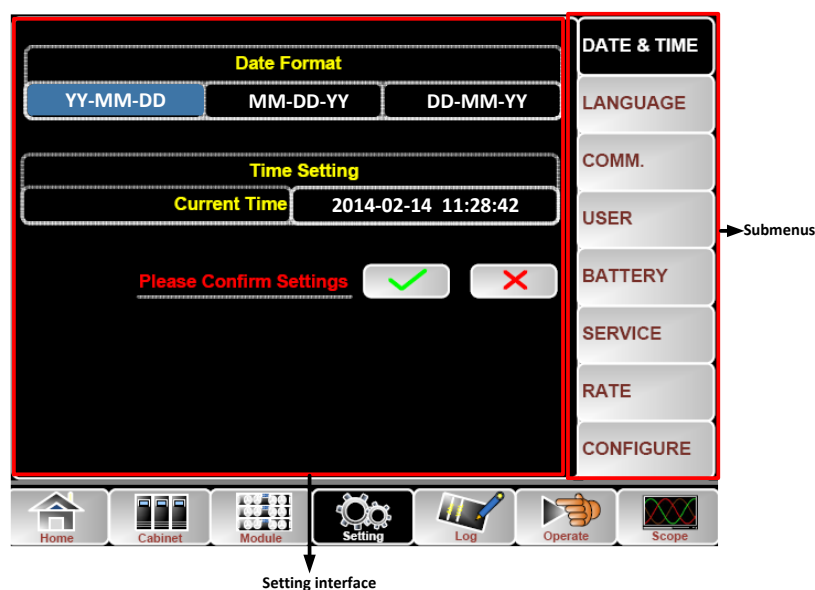 Date Format
YY-MM-DD MM-DD-YY DD-MM-YY
Time Setting
Current Time 2014-02-14 11:28:42
Please Confirm Settings
DATE & TIME
LANGUAGE
COMM.
USER
BATTERY
SERVICE
RATE
CONFIGURE
Submenus
Home Cabinet Module Setting Log Operate Scope
Setting interface